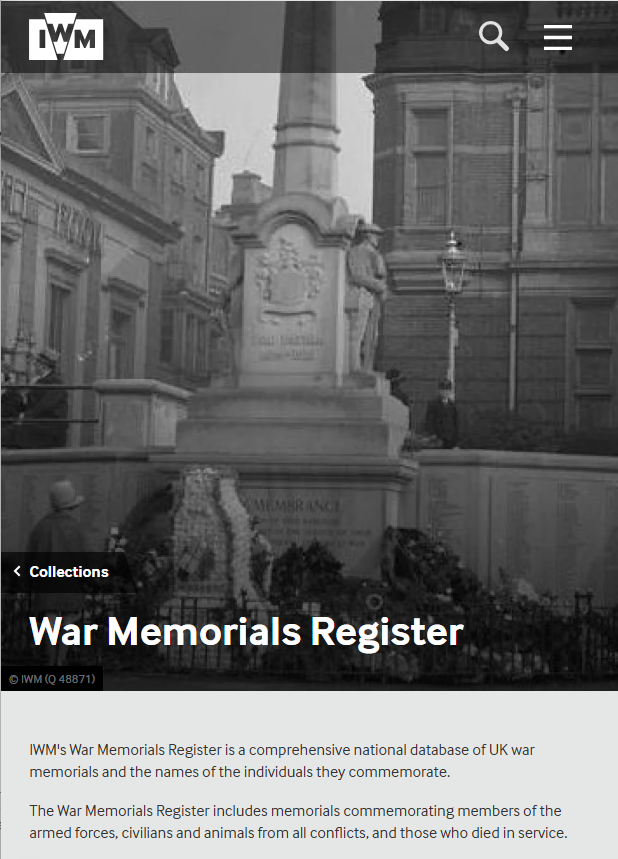 IWM
MEMBRANCE
Collections
War Memorials Register
© IWM (Q 48871)
IWM's War Memorials Register is a comprehensive national database of UK war
memorials and the names of the individuals they commemorate.
The War Memorials Register includes memorials commemorating members of the
armed forces, civilians and animals from all conflicts, and those who died in service.